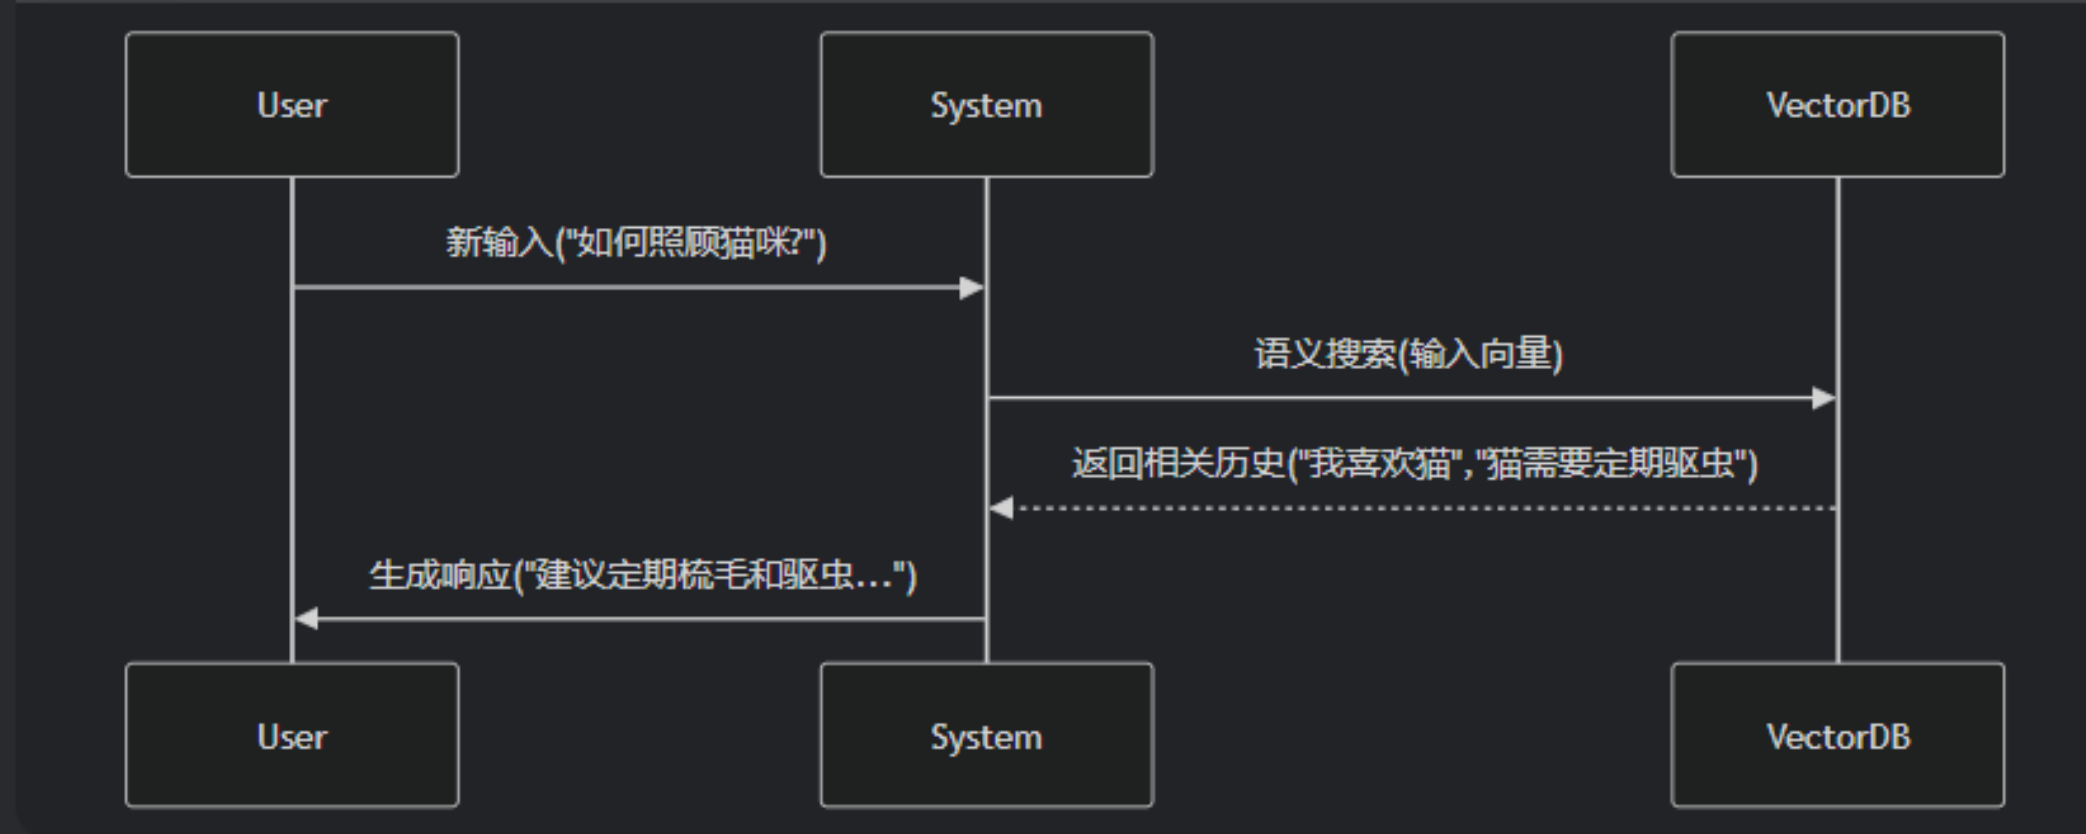 User
System
VectorDB
新输入("如何照顾猫咪?")
语义搜索(输入向量)
返回相关历史("我喜欢猫","猫需要定期驱虫")
生成响应("建议定期梳毛和驱虫...")
User
System
VectorDB